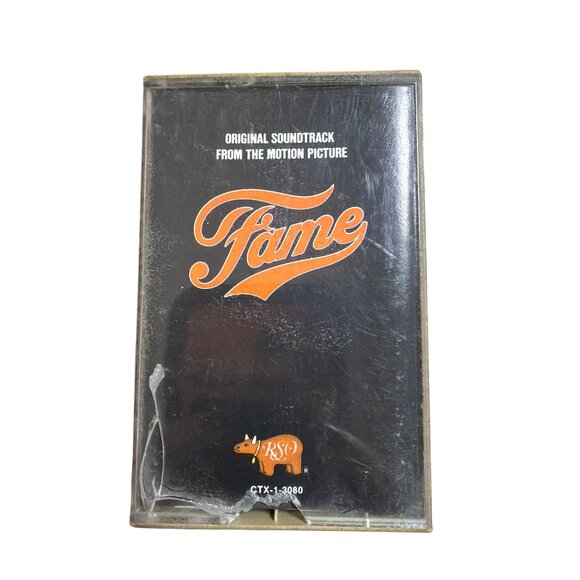 ORIGINAL SOUNDTRACK
FROM THE MOTION PICTURE
Fame
RSO
®
CTX-1-3080